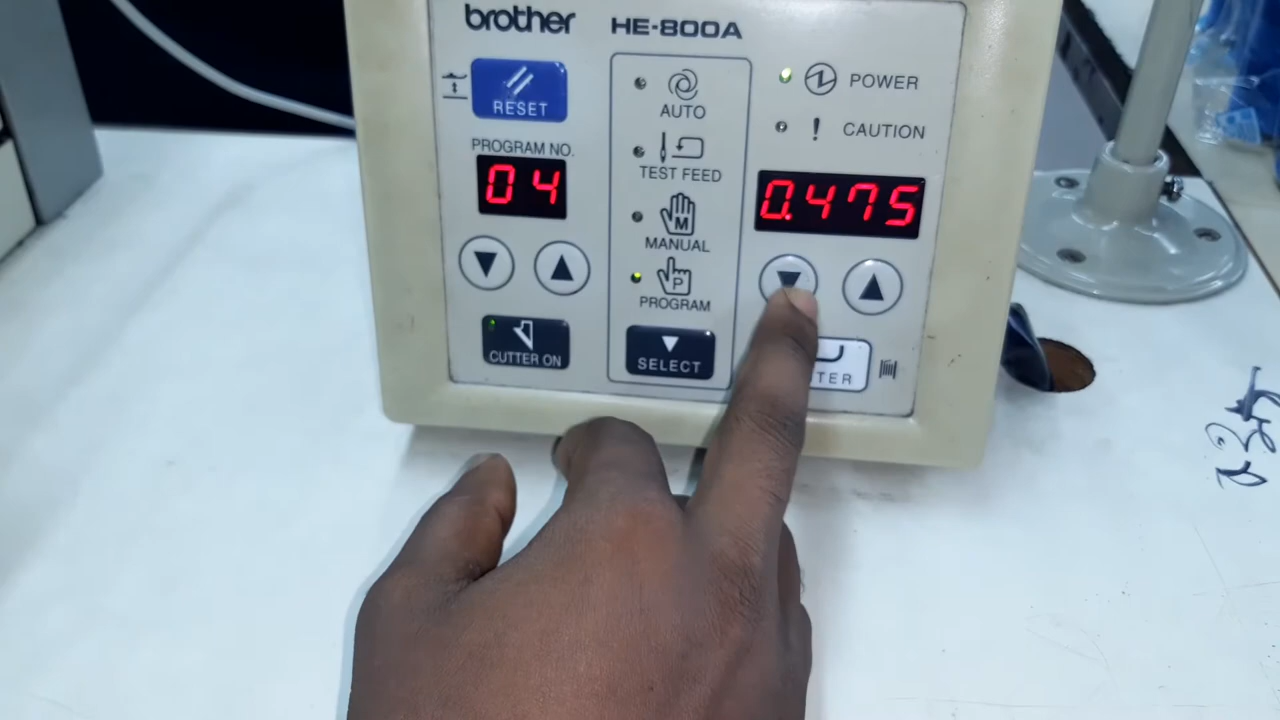 brother HE-800A
RESET
PROGRAM NO.
04
CUTTER ON
AUTO
TEST FEED
M
MANUAL
P
PROGRAM
SELECT
POWER
! CAUTION
0.475
TER